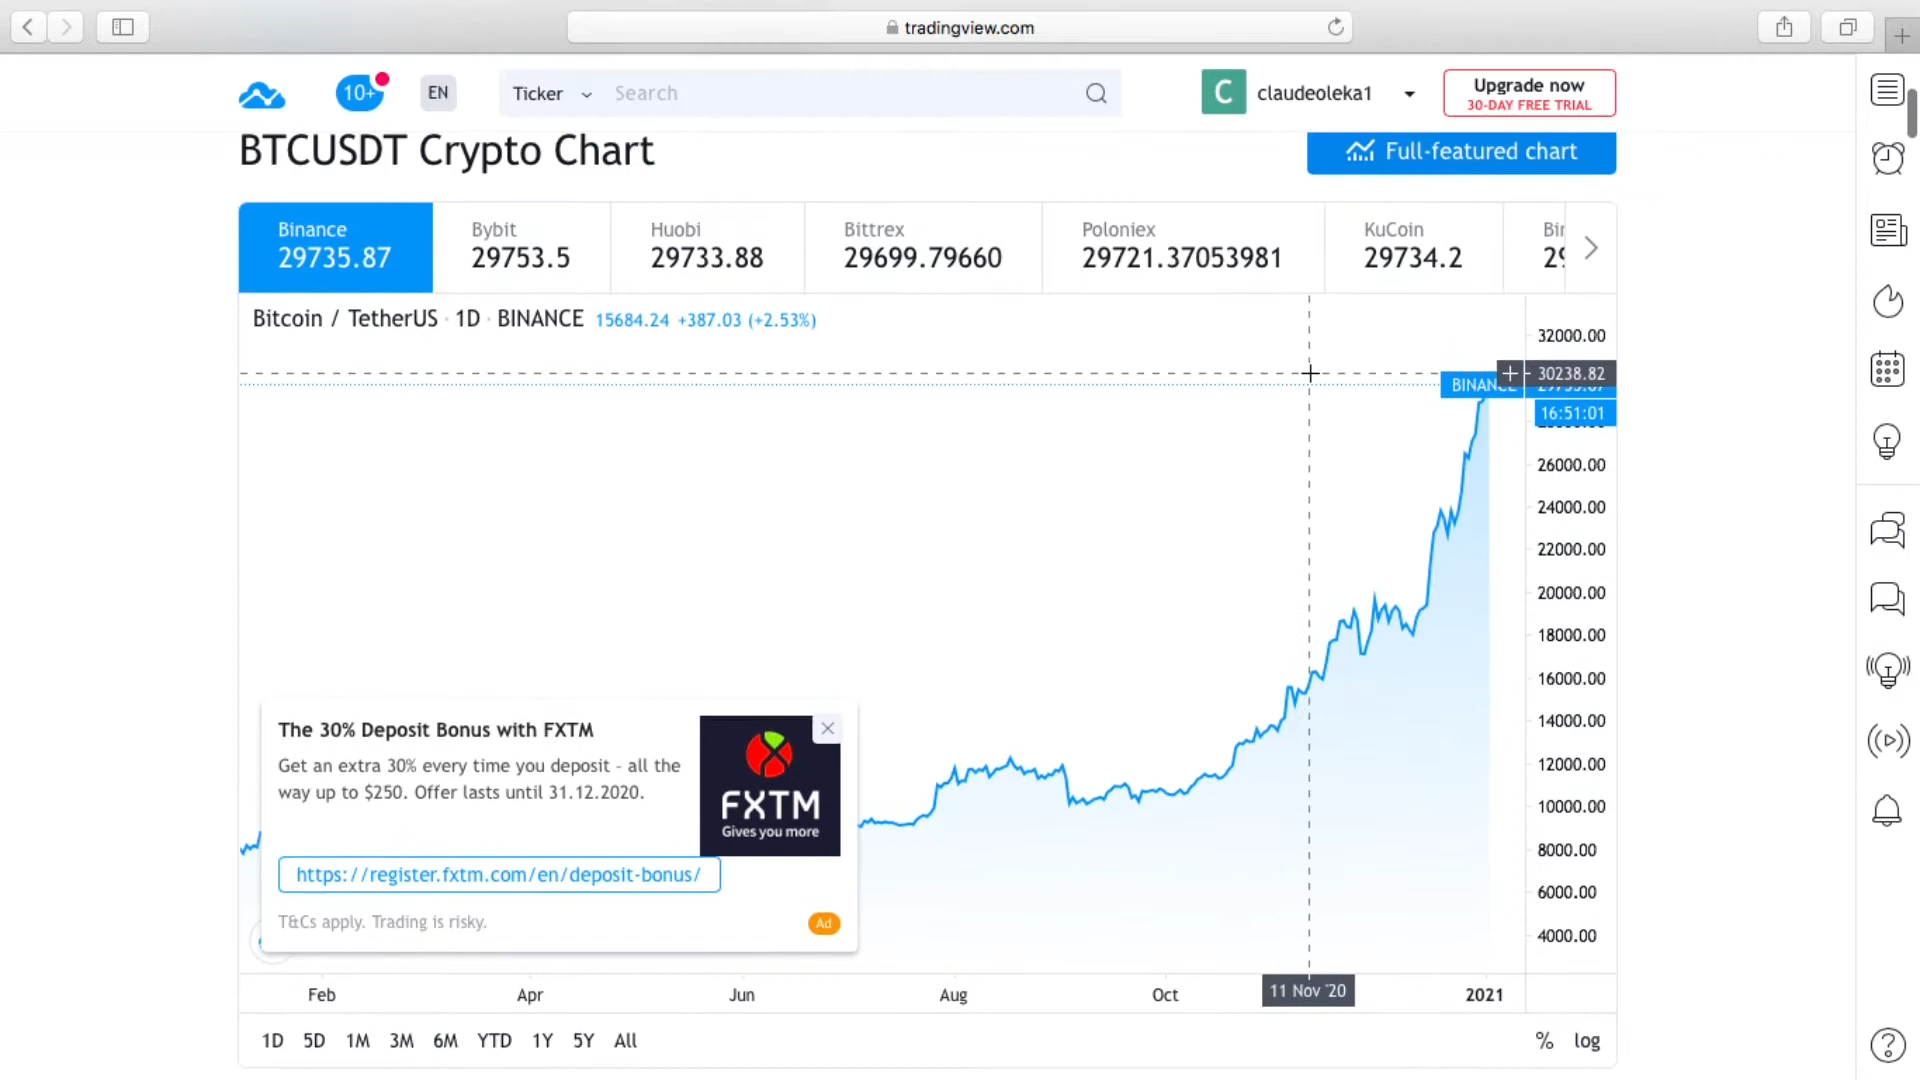 tradingview.com
10+
EN
Ticker
Search
C
claudeoleka1
Upgrade now
30-DAY FREE TRIAL
BTCUSDT Crypto Chart
Full-featured chart
Binance
29735.87
Bybit
29753.5
Huobi
29733.88
Bittrex
29699.79660
Poloniex
29721.37053981
KuCoin
29734.2
Bitcoin / TetherUS · 1D · BINANCE 15684.24 +387.03 (+2.53%)
32000.00
30238.82
16:51:01
26000.00
24000.00
22000.00
20000.00
18000.00
16000.00
14000.00
12000.00
10000.00
8000.00
6000.00
4000.00
The 30% Deposit Bonus with FXTM
Get an extra 30% every time you deposit - all the
way up to $250. Offer lasts until 31.12.2020.
FXTM
Gives you more
https://register.fxtm.com/en/deposit-bonus/
T&Cs apply. Trading is risky.
Ad
Feb Apr Jun Aug Oct 11 Nov '20 2021
1D 5D 1M 3M 6M YTD 1Y 5Y All
% log